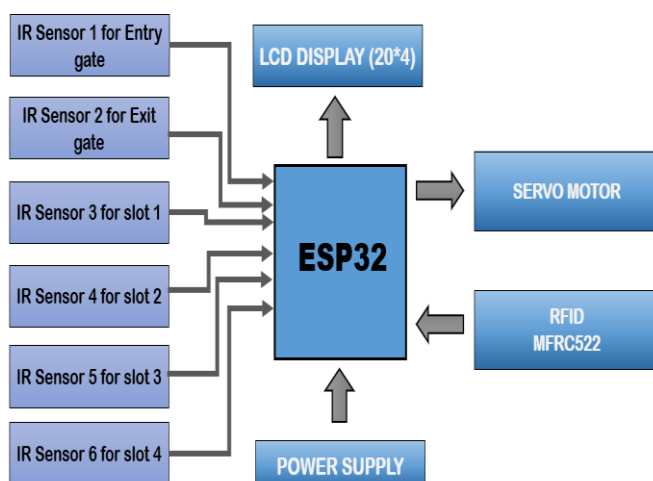 IR Sensor 1 for Entry
gate
IR Sensor 2 for Exit
gate
IR Sensor 3 for slot 1
IR Sensor 4 for slot 2
IR Sensor 5 for slot 3
IR Sensor 6 for slot 4
LCD DISPLAY (20*4)
ESP32
SERVO MOTOR
RFID
MFRC522
POWER SUPPLY